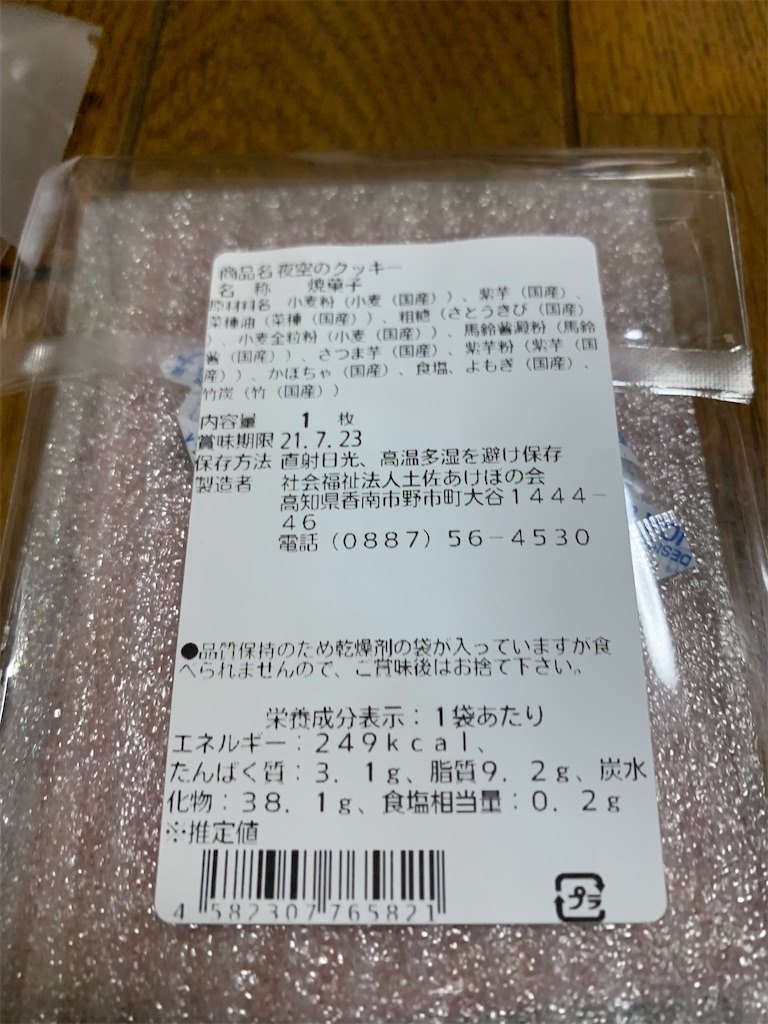 商品名 夜空のクッキー
名 称 焼菓子
原材料名 小麦粉（小麦（国産））、紫芋（国産）、
菜種油（菜種（国産））、粗糖（さとうきび（国産）
）、小麦全粒粉（小麦（国産））、馬鈴薯澱粉（馬鈴
薯（国産））、さつま芋（国産）、紫芋粉（紫芋（国
産））、かぼちゃ（国産）、食塩、よもぎ（国産）、
竹炭（竹（国産））
内容量 1 枚
賞味期限 21.7.23
保存方法 直射日光、高温多湿を避け保存
製造者 社会福祉法人土佐あけぼの会
高知県香南市野市町大谷１４４４－
４６
電話（０８８７）５６－４５３０
●品質保持のため乾燥剤の袋が入っていますが食
べられませんので、ご賞味後はお捨て下さい。
栄養成分表示：１袋あたり
エネルギー：２４９ｋｃａｌ、
たんぱく質：３．１ｇ、脂質９．２ｇ、炭水
化物：３８．１ｇ、食塩相当量：０．２ｇ
※推定値
4 582307 765821
プラ